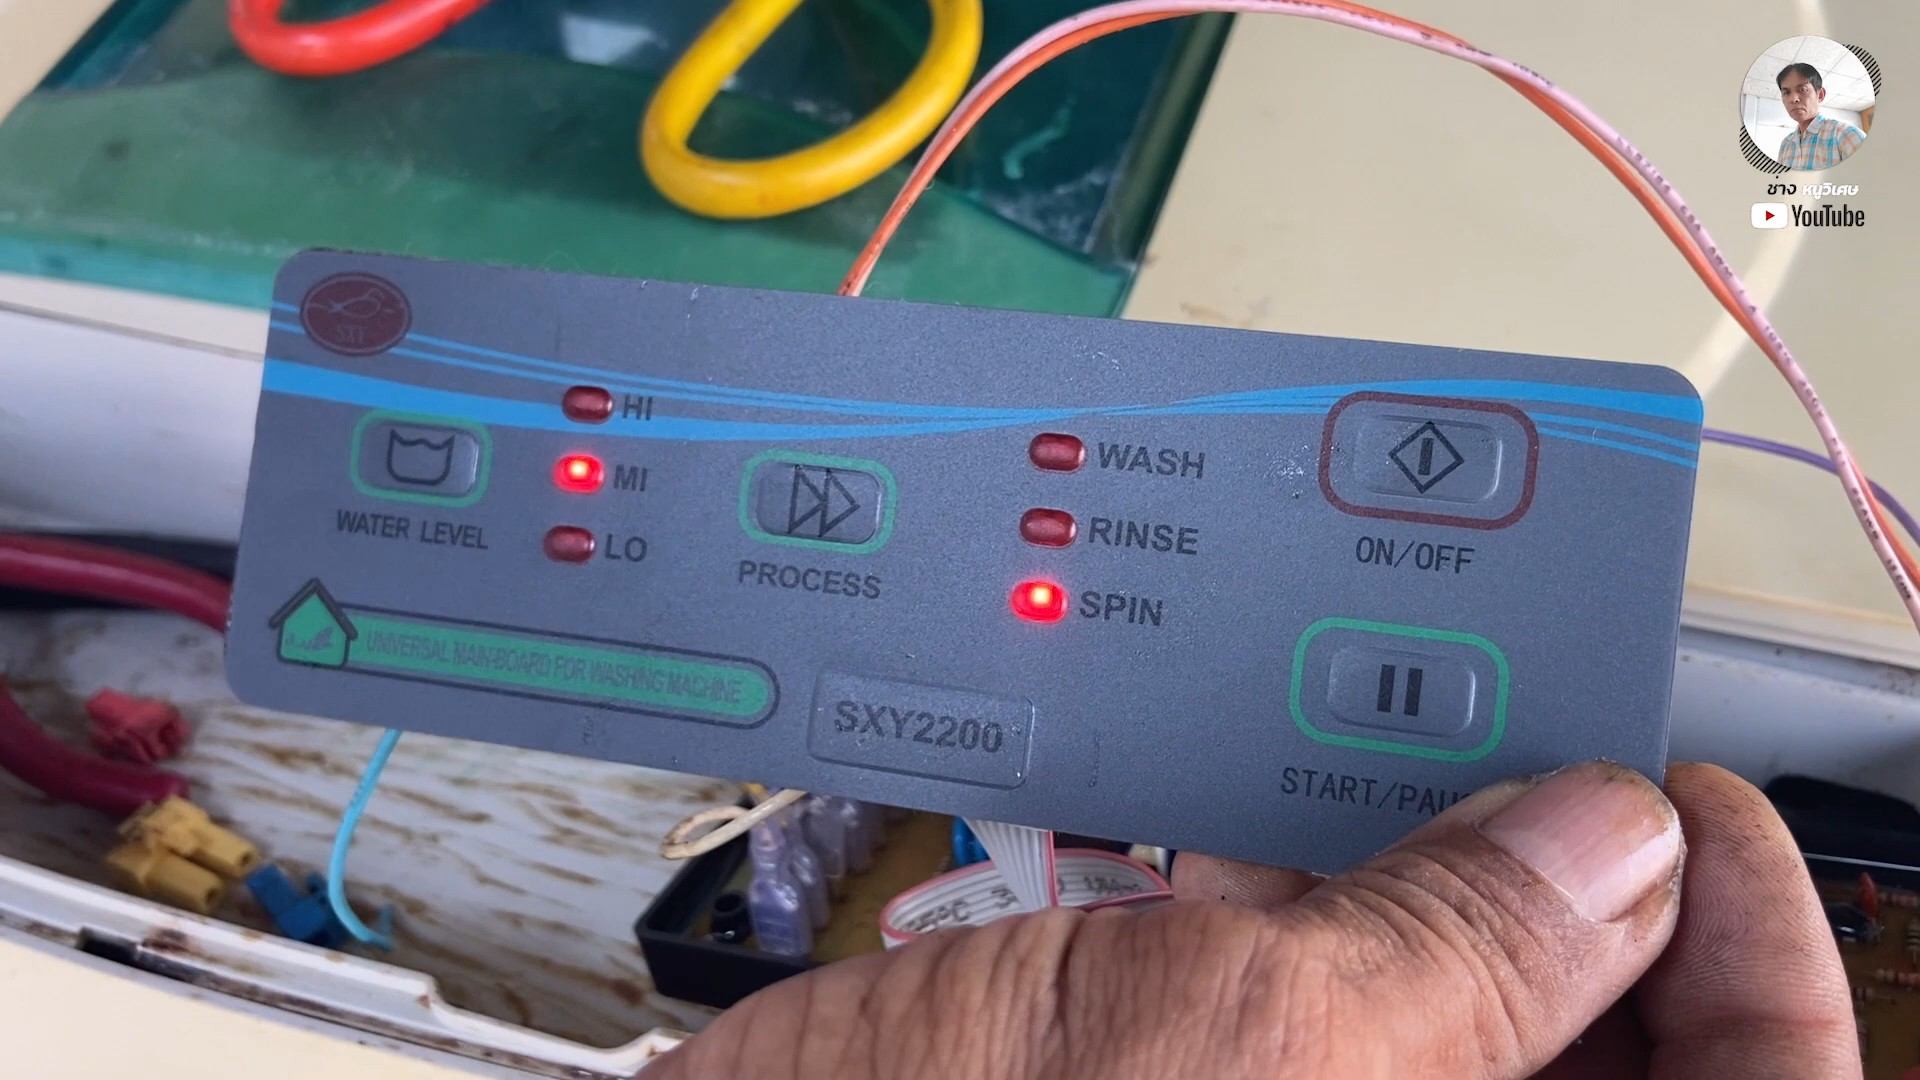 ช่าง หนูวิเศษ
YouTube
SXY
HI
MI
LO
WATER LEVEL
PROCESS
WASH
RINSE
SPIN
ON/OFF
UNIVERSAL MAIN-BOARD FOR WASHING MACHINE
SXY2200
START/PAU